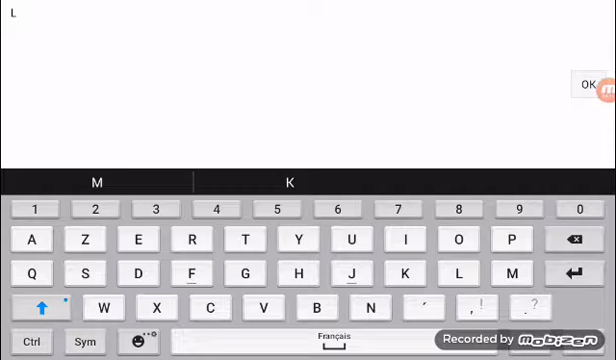 L
OK
M K
1 2 3 4 5 6 7 8 9 0
A Z E R T Y U I O P
Q S D F G H J K L M
W X C V B N ´ , ! . ?
Ctrl Sym Français
Recorded by mobizen